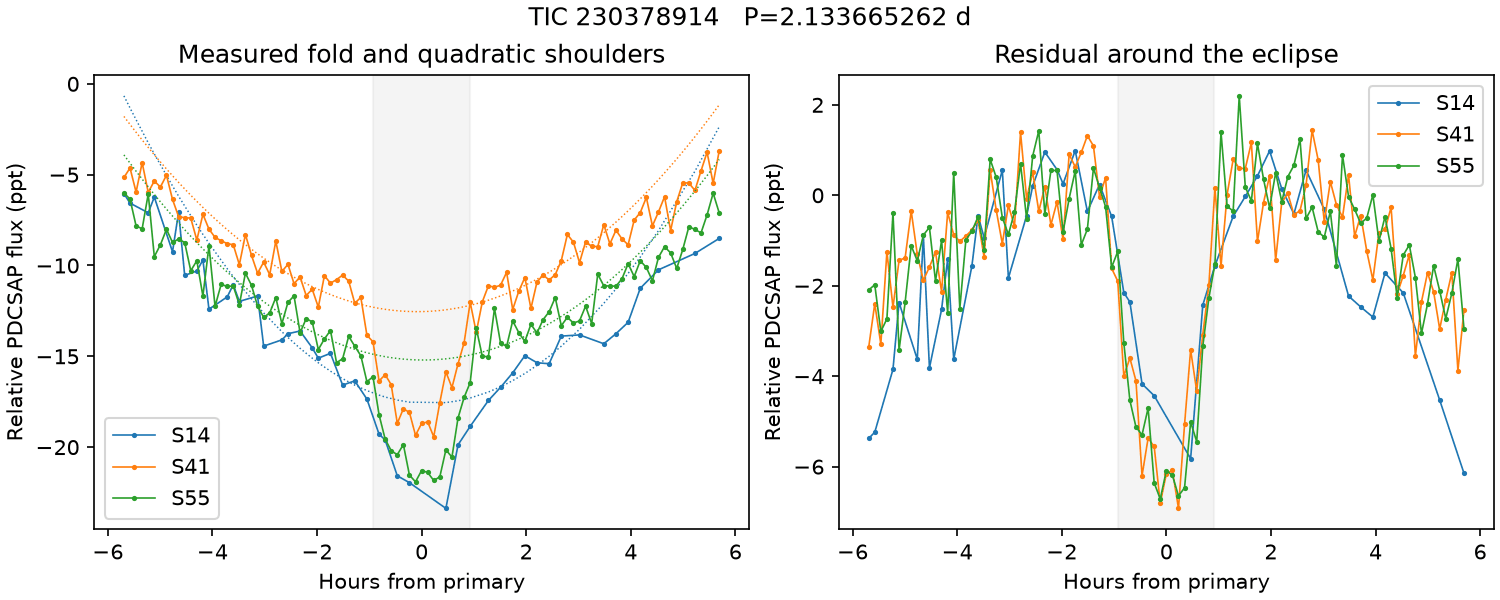 TIC 230378914   P=2.133665262 d
Measured fold and quadratic shoulders
Relative PDCSAP flux (ppt)
0
−5
−10
−15
−20
S14
S41
S55
−6
−4
−2
0
2
4
6
Hours from primary
Residual around the eclipse
Relative PDCSAP flux (ppt)
2
0
−2
−4
−6
S14
S41
S55
−6
−4
−2
0
2
4
6
Hours from primary